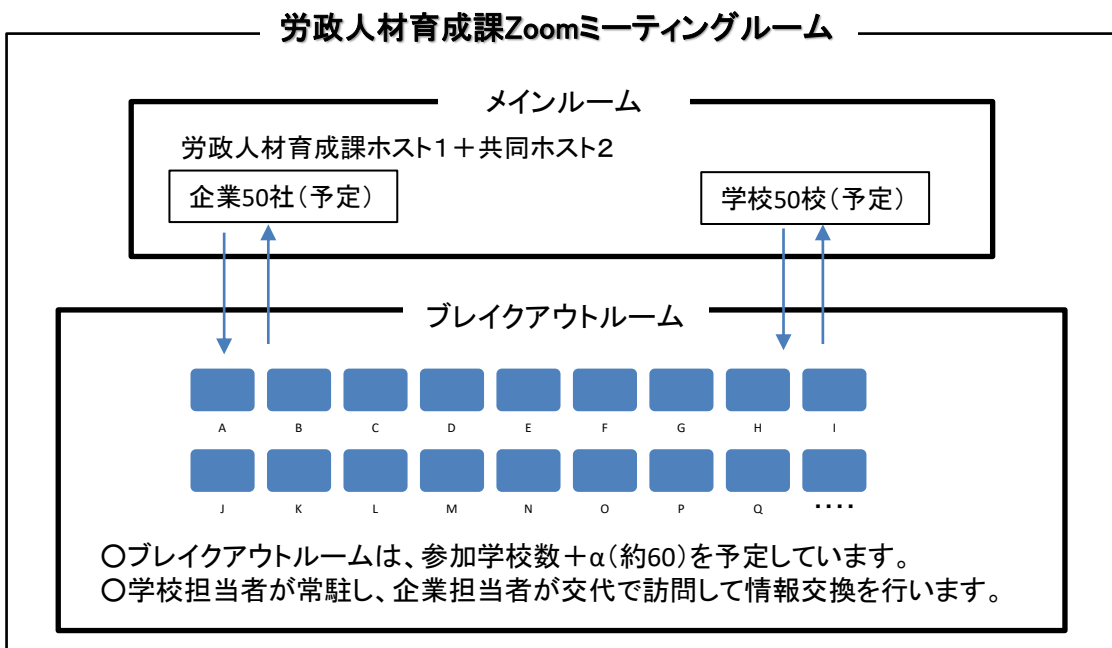 労政人材育成課Zoomミーティングルーム
メインルーム
労政人材育成課ホスト1+共同ホスト2
企業50社(予定)
学校50校(予定)
ブレイクアウトルーム
A B C D E F G H I
J K L M N O P Q ････
○ブレイクアウトルームは、参加学校数+α(約60)を予定しています。
○学校担当者が常駐し、企業担当者が交代で訪問して情報交換を行います。